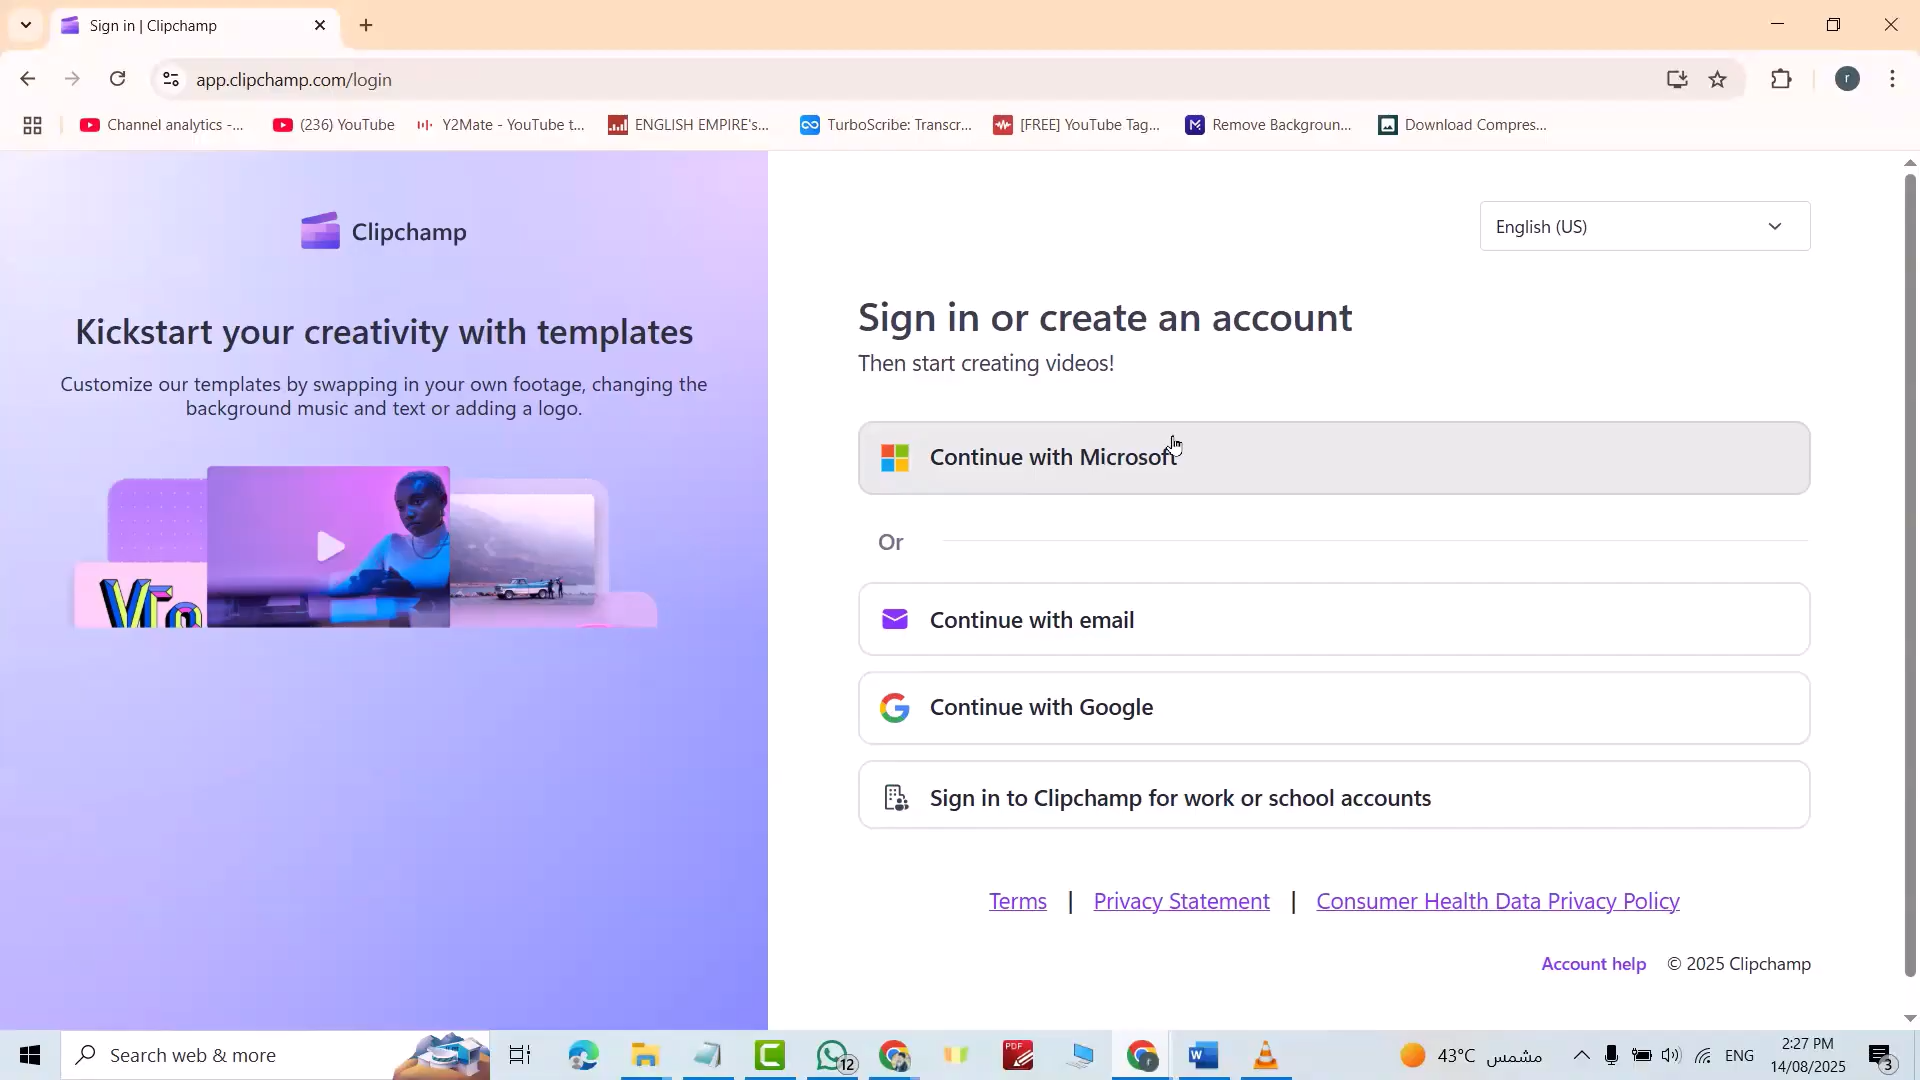 Sign in | Clipchamp
app.clipchamp.com/login
r
Channel analytics -...
(236) YouTube
Y2Mate - YouTube t...
ENGLISH EMPIRE's...
TurboScribe: Transcr...
[FREE] YouTube Tag...
Remove Backgroun...
Download Compres...
Clipchamp
Kickstart your creativity with templates
Customize our templates by swapping in your own footage, changing the
background music and text or adding a logo.
English (US)
Sign in or create an account
Then start creating videos!
Continue with Microsoft
Or
Continue with email
Continue with Google
Sign in to Clipchamp for work or school accounts
Terms | Privacy Statement | Consumer Health Data Privacy Policy
Account help © 2025 Clipchamp
Search web & more
12
PDF
43°C مشمس
ENG
2:27 PM
14/08/2025
3